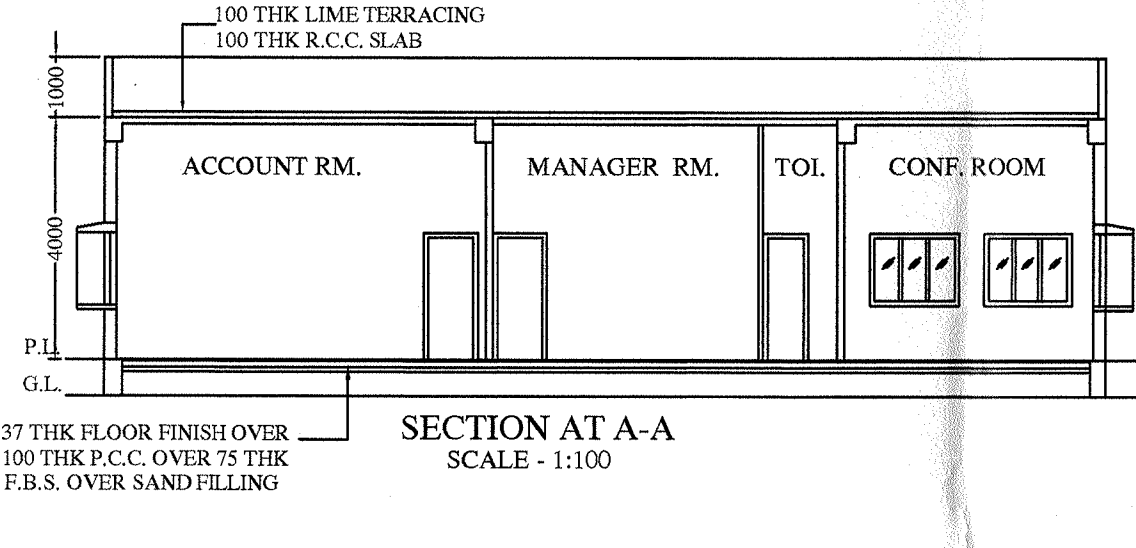 100 THK LIME TERRACING
100 THK R.C.C. SLAB
1000
ACCOUNT RM.
MANAGER RM.
TOI.
CONF. ROOM
4000
P.L.
G.L.
37 THK FLOOR FINISH OVER
100 THK P.C.C. OVER 75 THK
F.B.S. OVER SAND FILLING
SECTION AT A-A
SCALE - 1:100